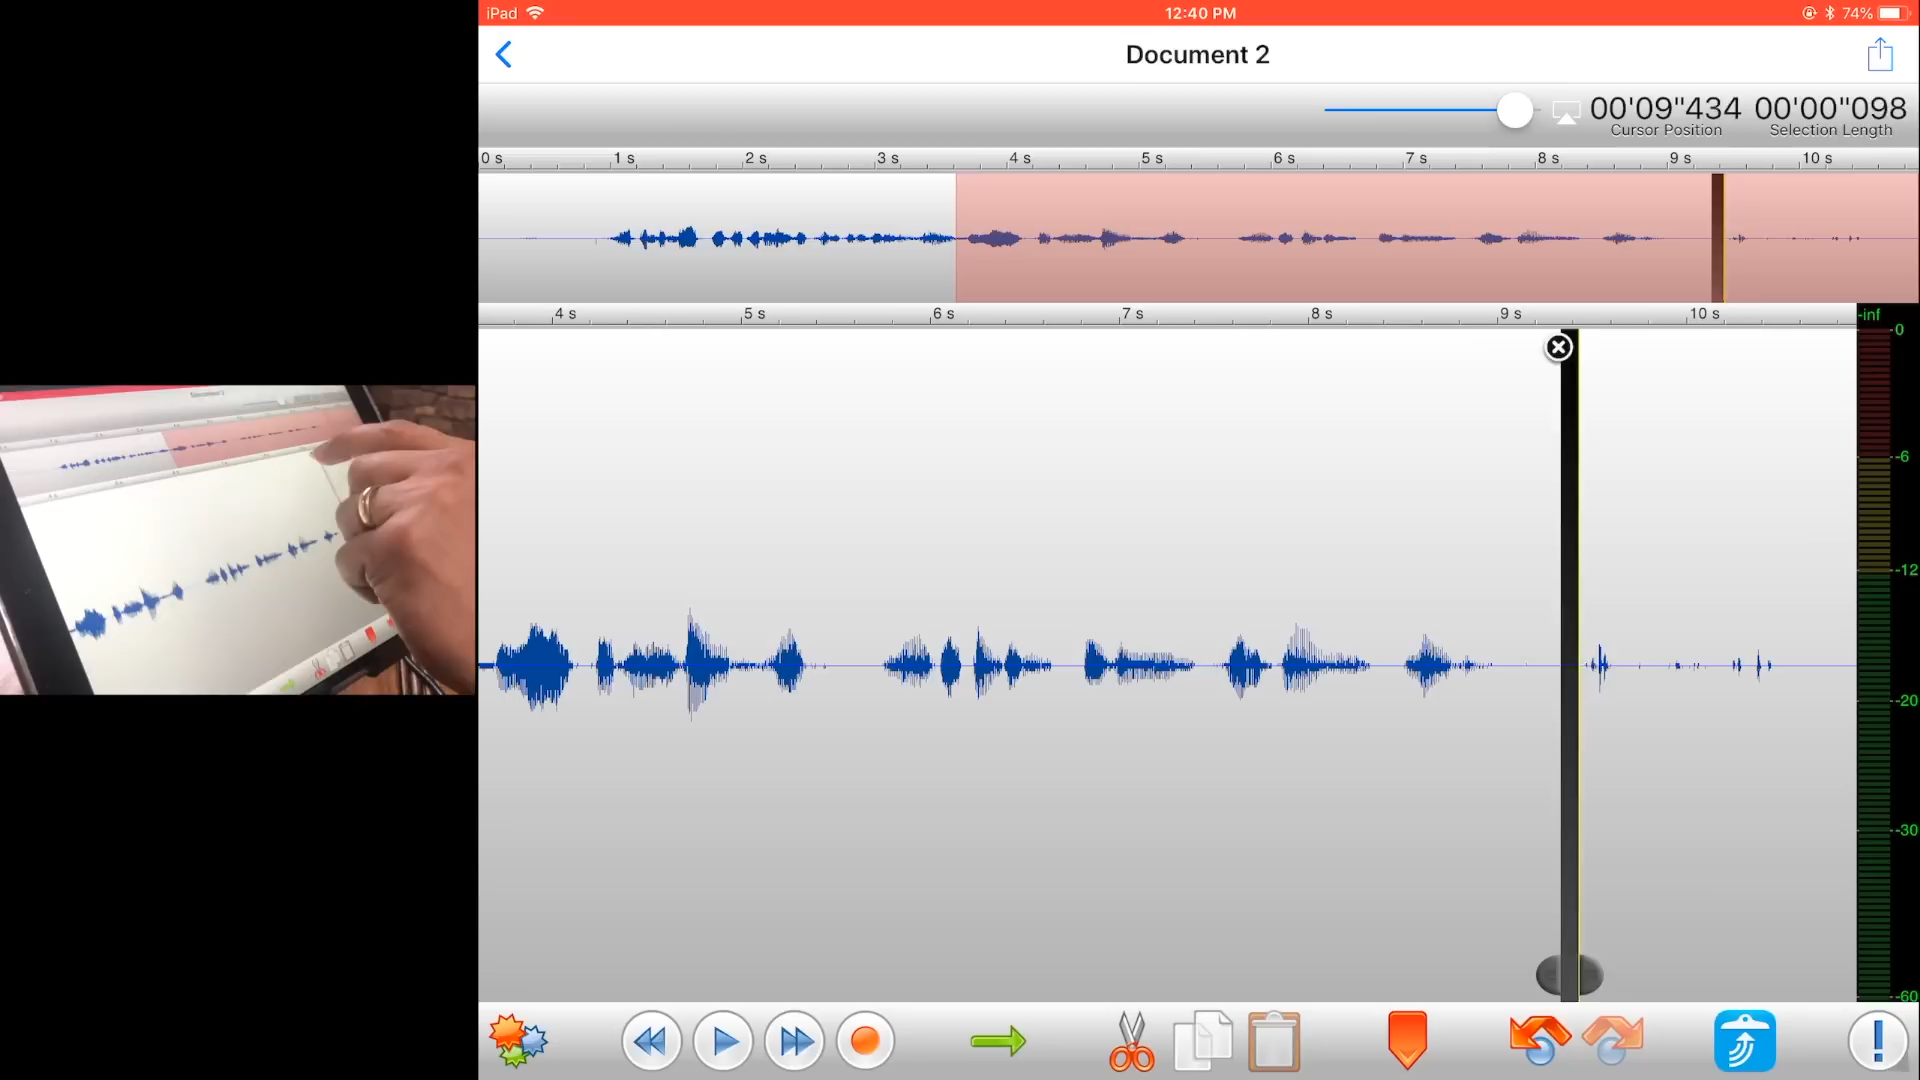 iPad 12:40 PM 74%
Document 2
00'09"434 00'00"098
Cursor Position Selection Length
0 s 1 s 2 s 3 s 4 s 5 s 6 s 7 s 8 s 9 s 10 s
4 s 5 s 6 s 7 s 8 s 9 s 10 s -inf
0
-6
-12
-20
-30
-60